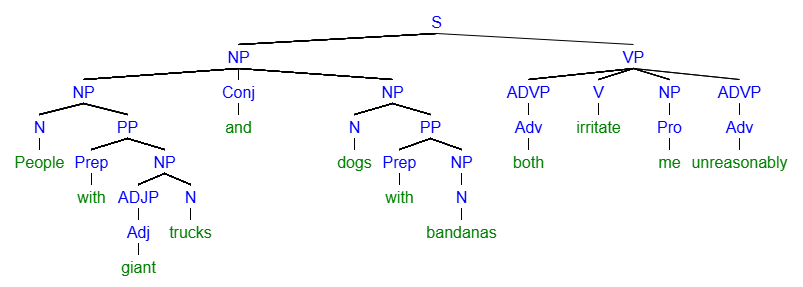 S
NP VP
NP Conj NP ADVP V NP ADVP
N PP and N PP Adv irritate Pro Adv
People Prep NP dogs Prep NP both me unreasonably
with ADJP N with N
Adj trucks bandanas
giant